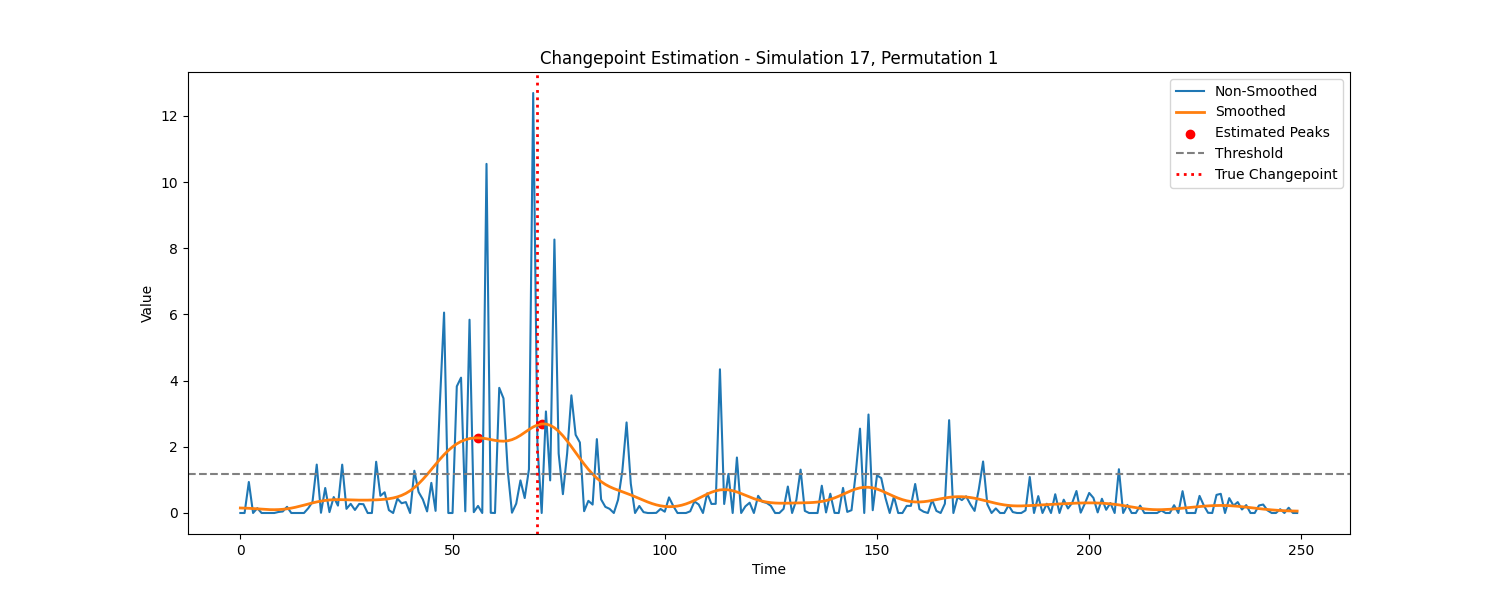 Changepoint Estimation - Simulation 17, Permutation 1
Non-Smoothed
Smoothed
Estimated Peaks
Threshold
True Changepoint
Value
12
10
8
6
4
2
0
0 50 100 150 200 250
Time